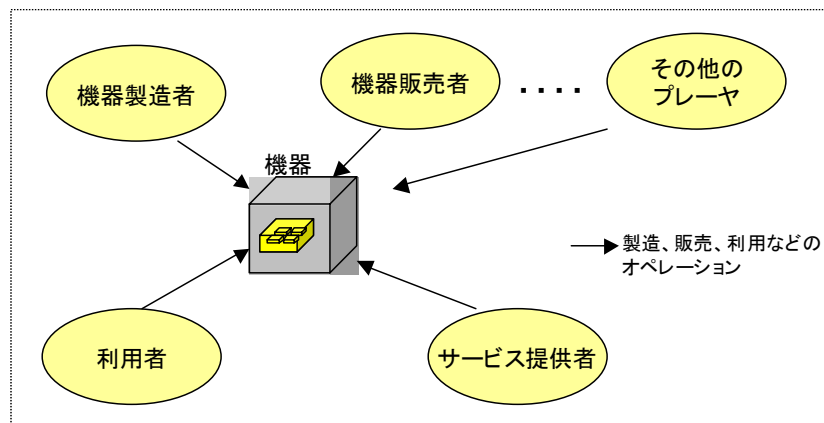 機器製造者
機器販売者
・・・・
その他の
プレーヤ
機器
製造、販売、利用などの
オペレーション
利用者
サービス提供者